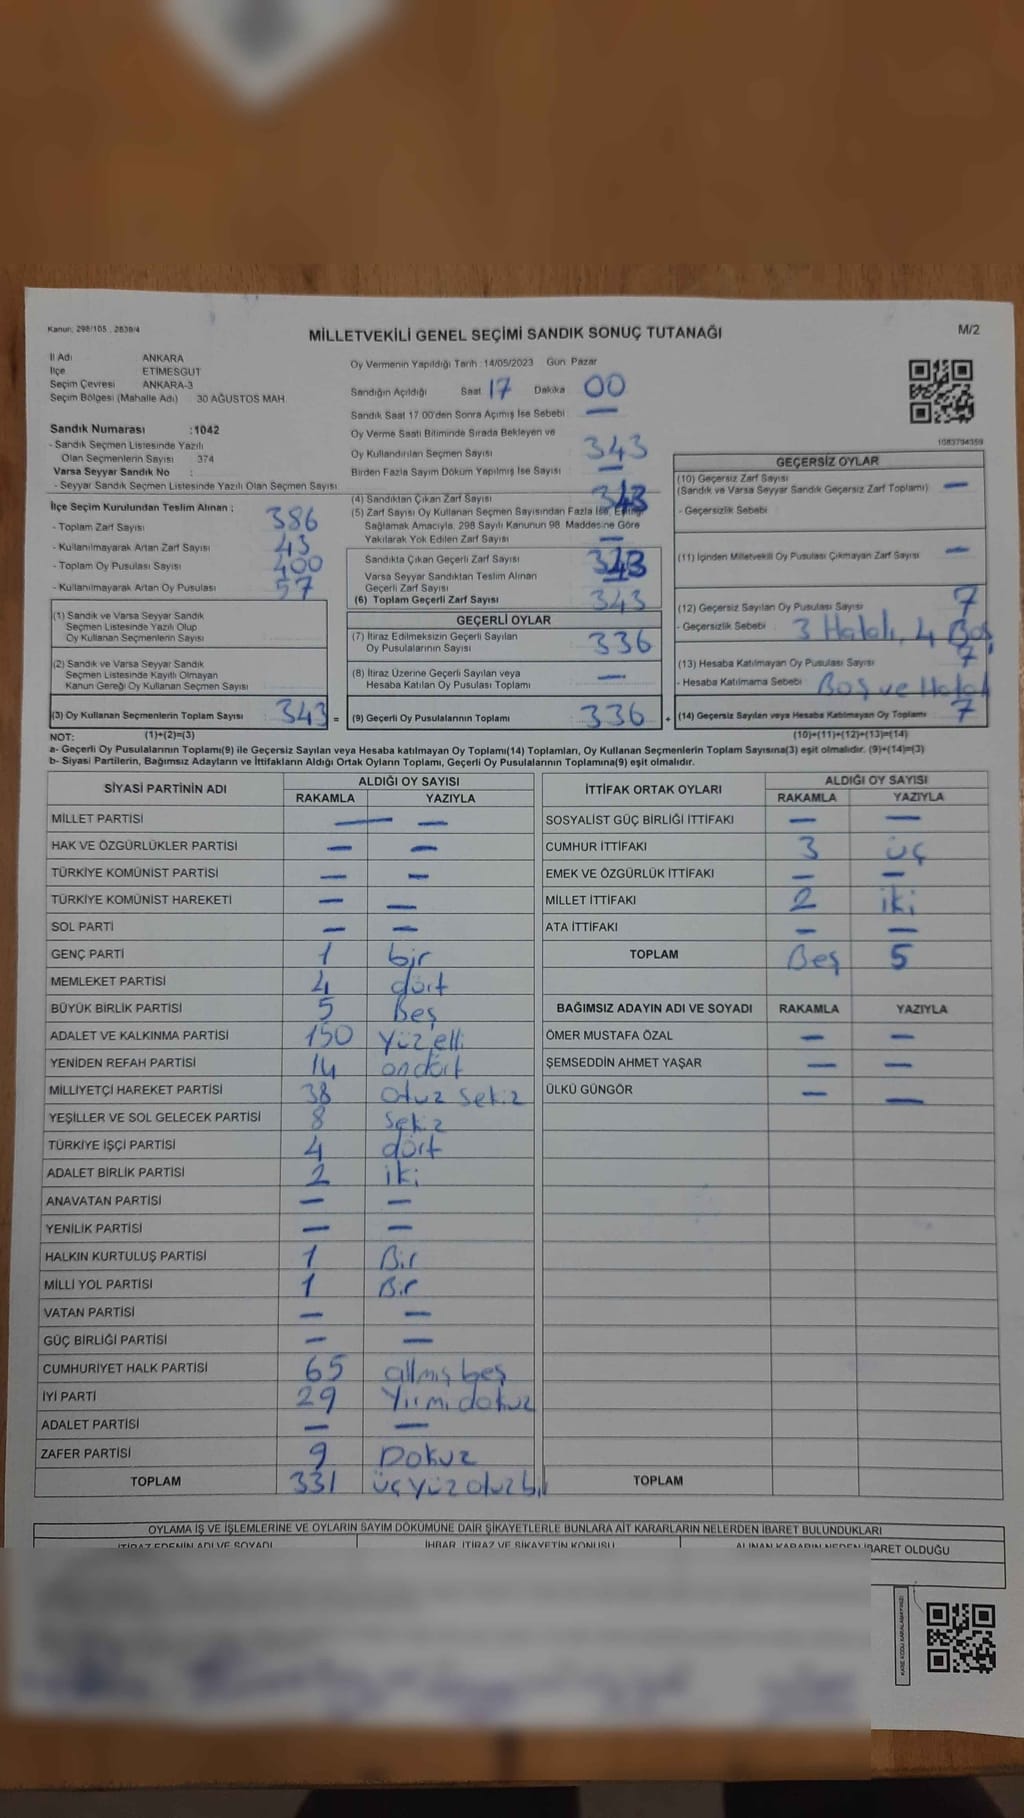 Kanun: 298/105 , 2839/4
MİLLETVEKİLİ GENEL SEÇİMİ SANDIK SONUÇ TUTANAĞI
M/2
İl Adı ANKARA
İlçe ETİMESGUT
Seçim Çevresi ANKARA-3
Seçim Bölgesi (Mahalle Adı) 30 AĞUSTOS MAH.
Sandık Numarası :1042
- Sandık Seçmen Listesinde Yazılı
Olan Seçmenlerin Sayısı 374
Varsa Seyyar Sandık No :
- Seyyar Sandık Seçmen Listesinde Yazılı Olan Seçmen Sayısı
Oy Vermenin Yapıldığı Tarih :14/05/2023 Gün Pazar
Sandığın Açıldığı Saat 17 Dakika 00
Sandık Saat 17.00'den Sonra Açımış İse Sebebi —
Oy Verme Saati Bitiminde Sırada Bekleyen ve
Oy Kullandırılan Seçmen Sayısı 343
Birden Fazla Sayım Döküm Yapılmış İse Sayısı —
1083794359
İlçe Seçim Kurulundan Teslim Alınan ;
- Toplam Zarf Sayısı 386
- Kullanılmayarak Artan Zarf Sayısı 43
- Toplam Oy Pusulası Sayısı 400
- Kullanılmayarak Artan Oy Pusulası 57
(1) Sandık ve Varsa Seyyar Sandık
Seçmen Listesinde Yazılı Olup
Oy Kullanan Seçmenlerin Sayısı
(2) Sandık ve Varsa Seyyar Sandık
Seçmen Listesinde Kayıtlı Olmayan
Kanun Gereği Oy Kullanan Seçmen Sayısı
(3) Oy Kullanan Seçmenlerin Toplam Sayısı 343 =
(4) Sandıktan Çıkan Zarf Sayısı 343
(5) Zarf Sayısı Oy Kullanan Seçmen Sayısından Fazla İse, Eşitliği
Sağlamak Amacıyla, 298 Sayılı Kanunun 98. Maddesine Göre
Yakılarak Yok Edilen Zarf Sayısı —
Sandıkta Çıkan Geçerli Zarf Sayısı 343
Varsa Seyyar Sandıktan Teslim Alınan
Geçerli Zarf Sayısı —
(6) Toplam Geçerli Zarf Sayısı 343
GEÇERLİ OYLAR
(7) İtiraz Edilmeksizin Geçerli Sayılan
Oy Pusulalarının Sayısı 336
(8) İtiraz Üzerine Geçerli Sayılan veya
Hesaba Katılan Oy Pusulası Toplamı —
(9) Geçerli Oy Pusulalarının Toplamı 336 +
GEÇERSİZ OYLAR
(10) Geçersiz Zarf Sayısı
(Sandık ve Varsa Seyyar Sandık Geçersiz Zarf Toplamı) —
- Geçersizlik Sebebi
(11) İçinden Milletvekili Oy Pusulası Çıkmayan Zarf Sayısı —
(12) Geçersiz Sayılan Oy Pusulası Sayısı 7
- Geçersizlik Sebebi 3 Hatalı, 4 Boş
(13) Hesaba Katılmayan Oy Pusulası Sayısı 7
- Hesaba Katılmama Sebebi Boş ve Hatalı
(14) Geçersiz Sayılan veya Hesaba Katılmayan Oy Toplamı 7
NOT: (1)+(2)=(3) (10)+(11)+(12)+(13)=(14)
a- Geçerli Oy Pusulalarının Toplamı(9) ile Geçersiz Sayılan veya Hesaba katılmayan Oy Toplamı(14) Toplamları, Oy Kullanan Seçmenlerin Toplam Sayısına(3) eşit olmalıdır. (9)+(14)=(3)
b- Siyasi Partilerin, Bağımsız Adayların ve İttifakların Aldığı Ortak Oyların Toplamı, Geçerli Oy Pusulalarının Toplamına(9) eşit olmalıdır.
SİYASİ PARTİNİN ADI ALDIĞI OY SAYISI
RAKAMLA YAZIYLA
MİLLET PARTİSİ — —
HAK VE ÖZGÜRLÜKLER PARTİSİ — —
TÜRKİYE KOMÜNİST PARTİSİ — —
TÜRKİYE KOMÜNİST HAREKETİ — —
SOL PARTİ — —
GENÇ PARTİ 1 bir
MEMLEKET PARTİSİ 4 dört
BÜYÜK BİRLİK PARTİSİ 5 Beş
ADALET VE KALKINMA PARTİSİ 150 Yüzelli
YENİDEN REFAH PARTİSİ 14 ondört
MİLLİYETÇİ HAREKET PARTİSİ 38 Otuz sekiz
YEŞİLLER VE SOL GELECEK PARTİSİ 8 Sekiz
TÜRKİYE İŞÇİ PARTİSİ 4 dört
ADALET BİRLİK PARTİSİ 2 iki
ANAVATAN PARTİSİ — —
YENİLİK PARTİSİ — —
HALKIN KURTULUŞ PARTİSİ 1 Bir
MİLLİ YOL PARTİSİ 1 Bir
VATAN PARTİSİ — —
GÜÇ BİRLİĞİ PARTİSİ — —
CUMHURİYET HALK PARTİSİ 65 altmış beş
İYİ PARTİ 29 Yirmi dokuz
ADALET PARTİSİ — —
ZAFER PARTİSİ 9 Dokuz
TOPLAM 331 üçyüz otuz bir
İTTİFAK ORTAK OYLARI ALDIĞI OY SAYISI
RAKAMLA YAZIYLA
SOSYALİST GÜÇ BİRLİĞİ İTTİFAKI — —
CUMHUR İTTİFAKI 3 üç
EMEK VE ÖZGÜRLÜK İTTİFAKI — —
MİLLET İTTİFAKI 2 iki
ATA İTTİFAKI — —
TOPLAM Beş 5
BAĞIMSIZ ADAYIN ADI VE SOYADI RAKAMLA YAZIYLA
ÖMER MUSTAFA ÖZAL — —
ŞEMSEDDİN AHMET YAŞAR — —
ÜLKÜ GÜNGÖR — —
TOPLAM
OYLAMA İŞ VE İŞLEMLERİNE VE OYLARIN SAYIM DÖKÜMÜNE DAİR ŞİKAYETLERLE BUNLARA AİT KARARLARIN NELERDEN İBARET BULUNDUKLARI
İTİRAZ EDENİN ADI VE SOYADI İHBAR, İTİRAZ VE ŞİKAYETİN KONUSU ALINAN KARARIN NEDEN İBARET OLDUĞU